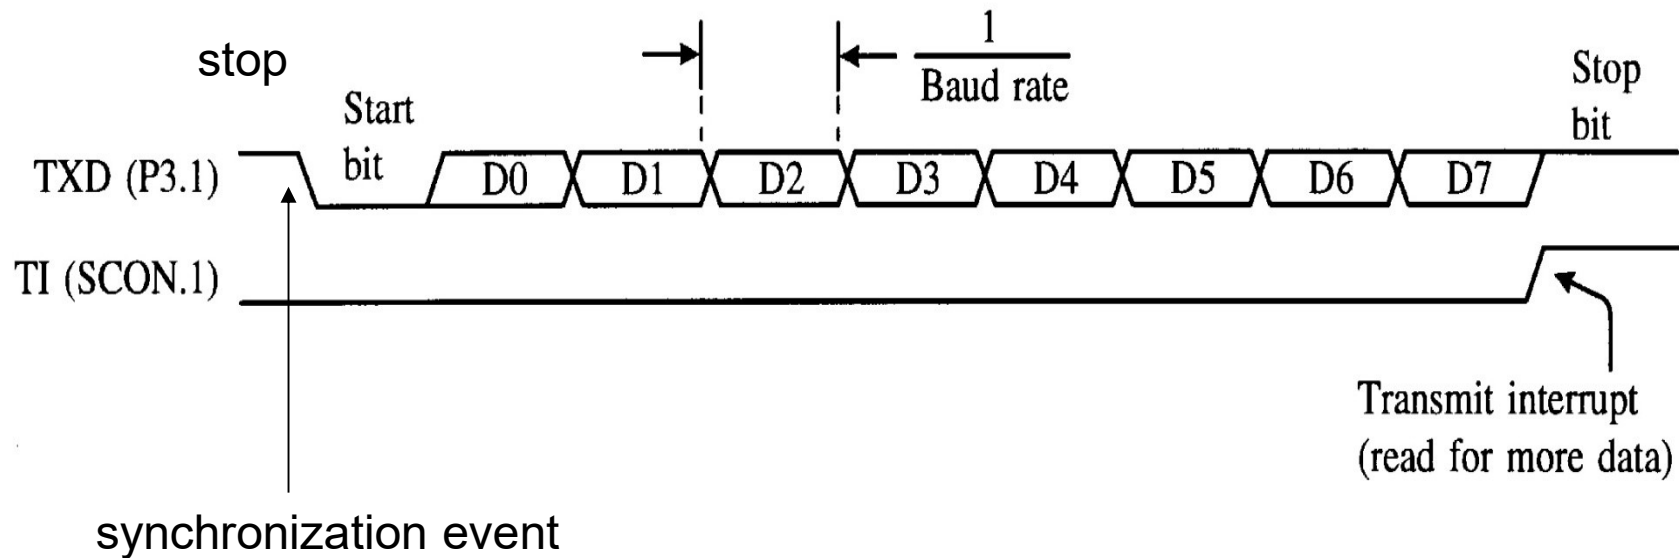 stop
1
Baud rate
Start
bit
Stop
bit
TXD (P3.1)
D0 D1 D2 D3 D4 D5 D6 D7
TI (SCON.1)
Transmit interrupt
(read for more data)
synchronization event